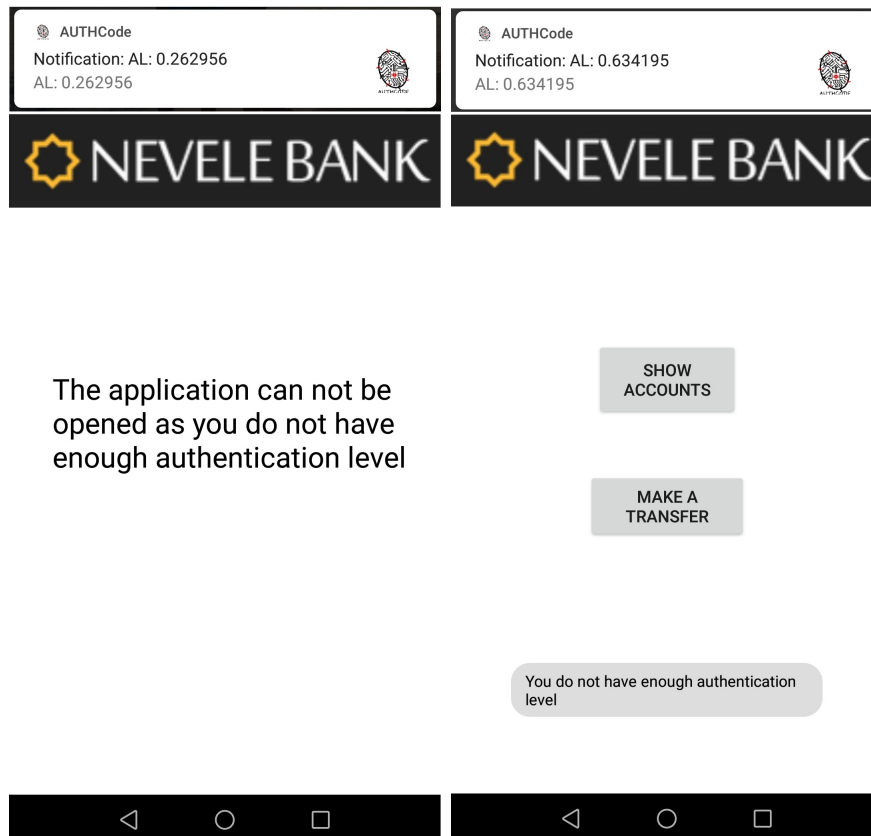 AUTHCode
Notification: AL: 0.262956
AL: 0.262956
AUTHCODE
NEVELE BANK
The application can not be
opened as you do not have
enough authentication level
AUTHCode
Notification: AL: 0.634195
AL: 0.634195
AUTHCODE
NEVELE BANK
SHOW
ACCOUNTS
MAKE A
TRANSFER
You do not have enough authentication
level